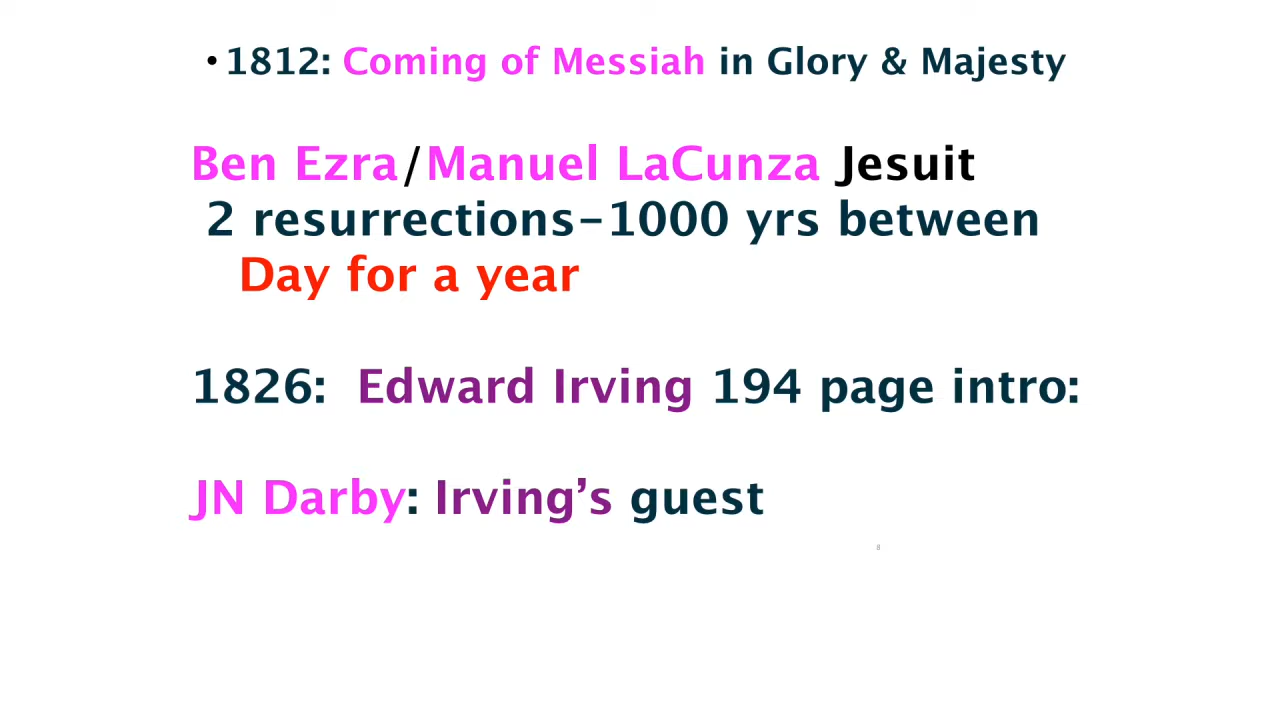 • 1812: Coming of Messiah in Glory & Majesty
Ben Ezra/Manuel LaCunza Jesuit
2 resurrections-1000 yrs between
Day for a year
1826: Edward Irving 194 page intro:
JN Darby: Irving’s guest
8